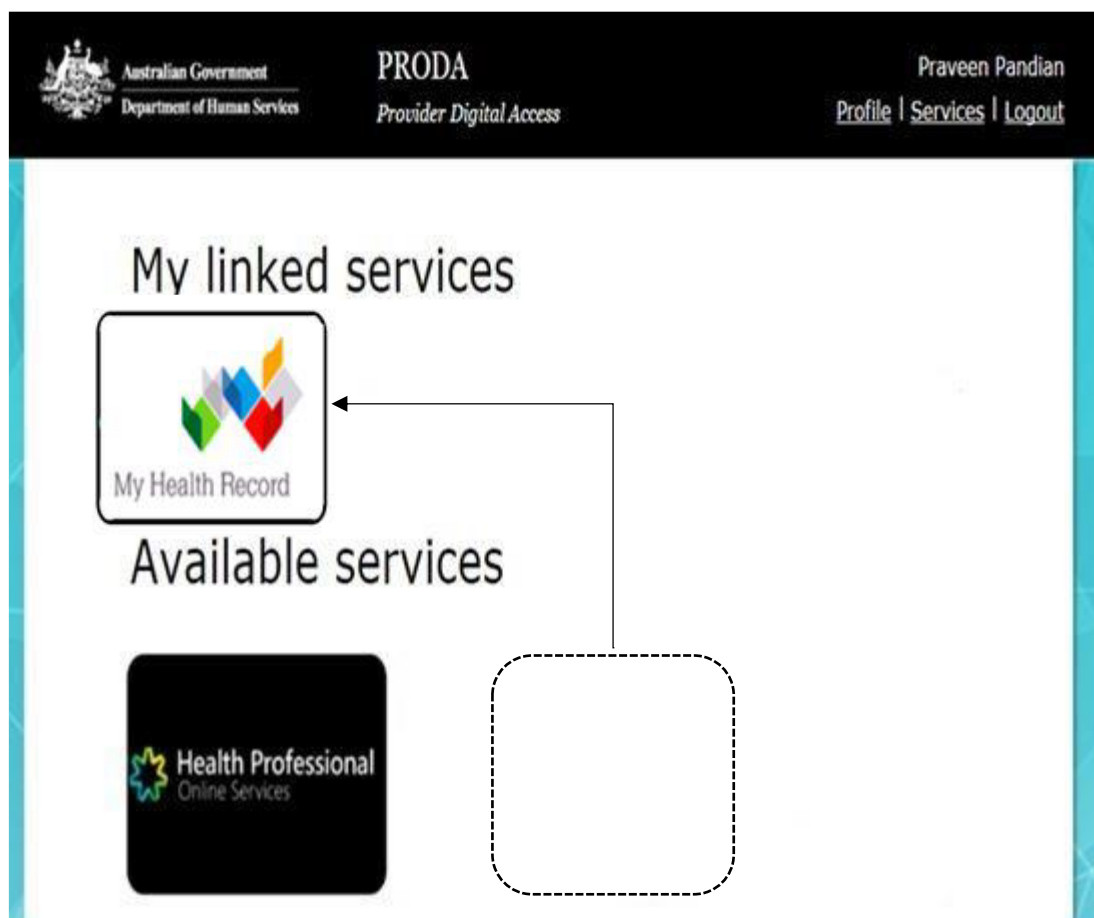 Australian Government
Department of Human Services
PRODA
Provider Digital Access
Praveen Pandian
Profile | Services | Logout
My linked services
My Health Record
Available services
Health Professional
Online Services